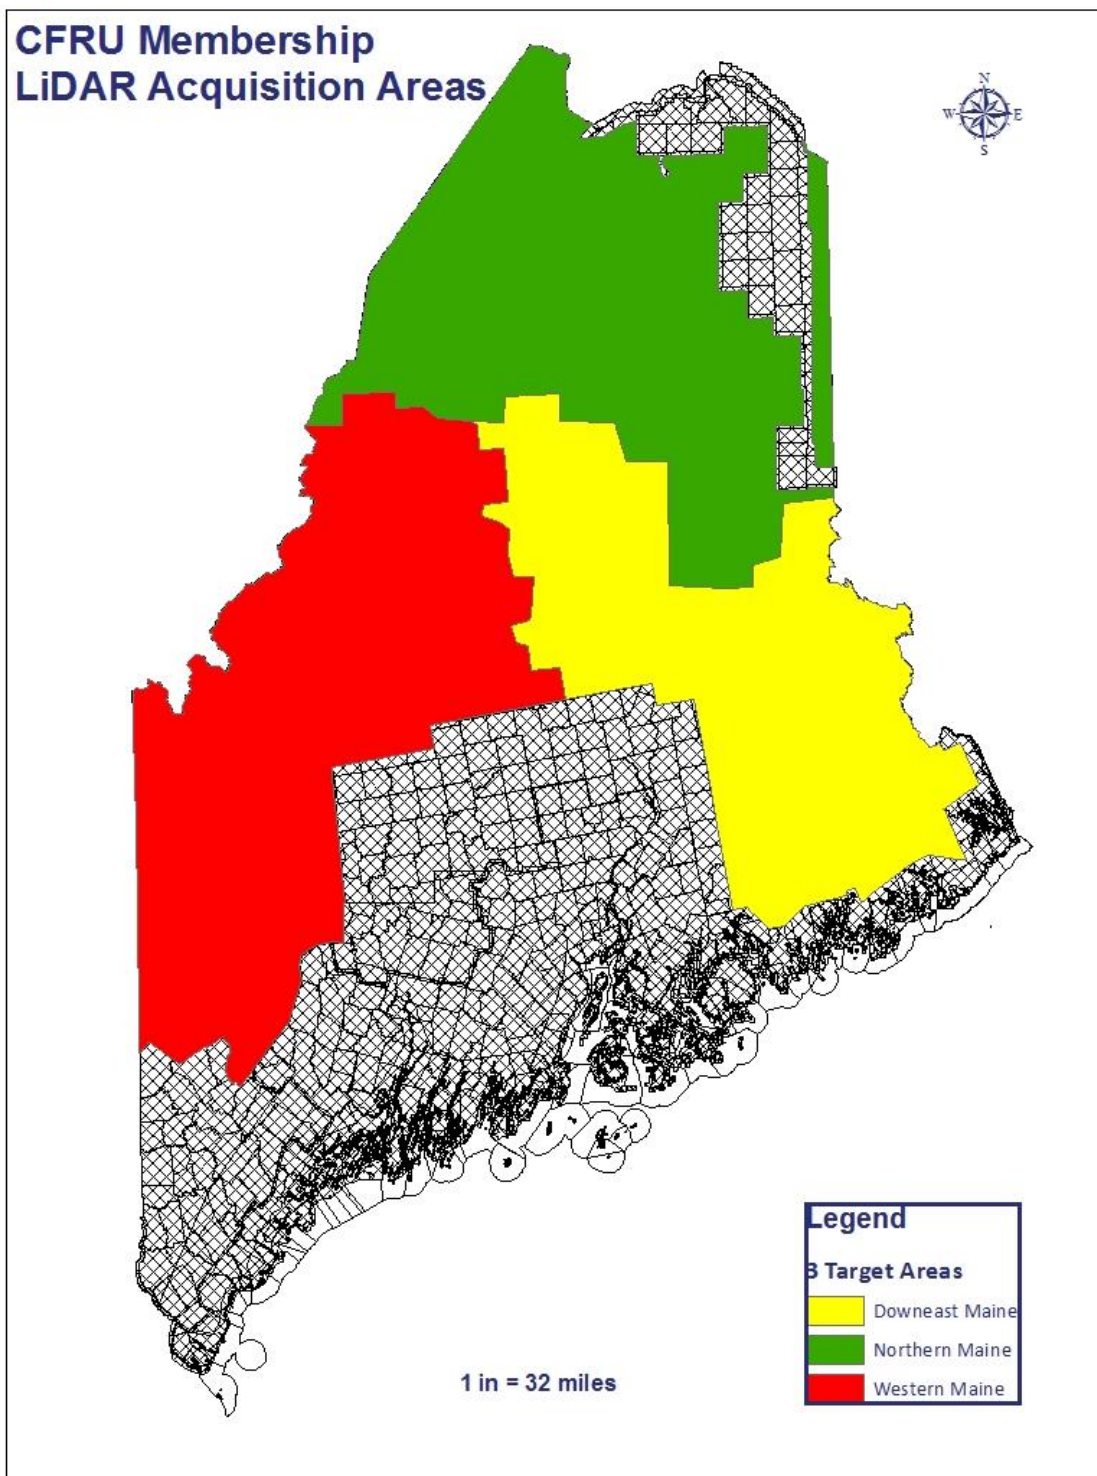 CFRU Membership
LiDAR Acquisition Areas
N
W E
S
Legend
3 Target Areas
Downeast Maine
Northern Maine
Western Maine
1 in = 32 miles